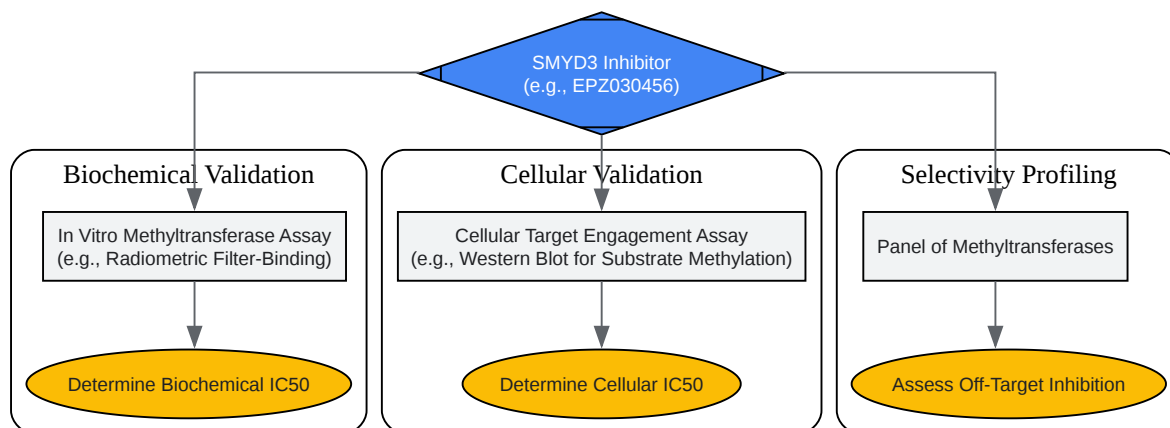 SMYD3 Inhibitor
(e.g., EPZ030456)
Biochemical Validation
In Vitro Methyltransferase Assay
(e.g., Radiometric Filter-Binding)
Determine Biochemical IC50
Cellular Validation
Cellular Target Engagement Assay
(e.g., Western Blot for Substrate Methylation)
Determine Cellular IC50
Selectivity Profiling
Panel of Methyltransferases
Assess Off-Target Inhibition